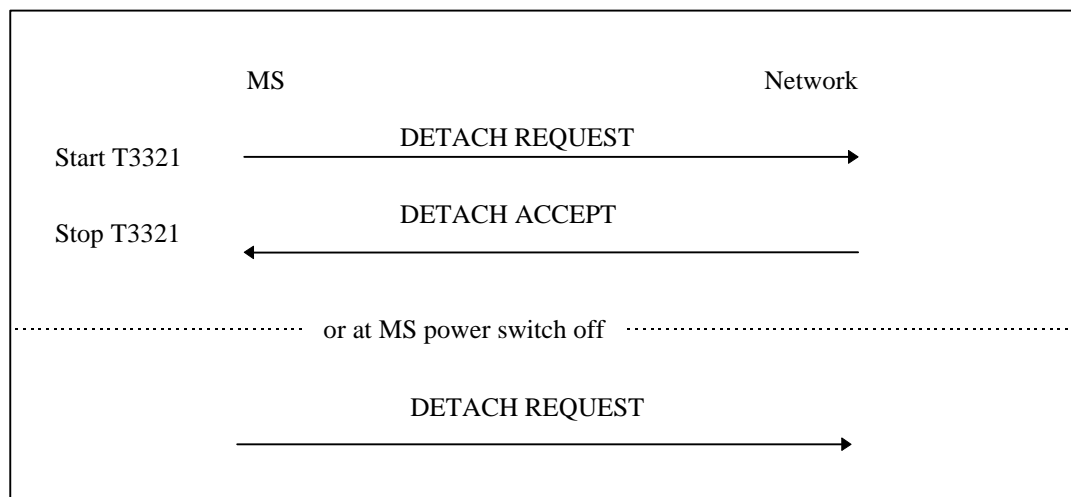 MS Network
Start T3321 DETACH REQUEST
Stop T3321 DETACH ACCEPT
or at MS power switch off
DETACH REQUEST